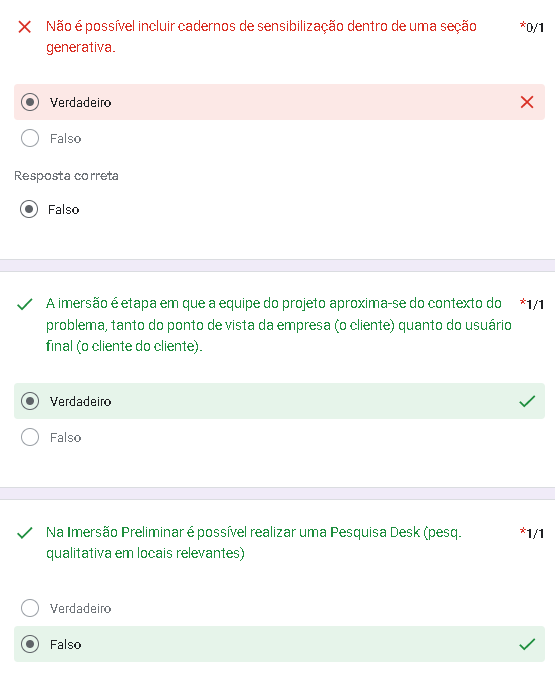 Não é possível incluir cadernos de sensibilização dentro de uma seção
*0/1
generativa.
Verdadeiro
Falso
Resposta correta
Falso
A imersão é etapa em que a equipe do projeto aproxima-se do contexto do
*1/1
problema, tanto do ponto de vista da empresa (o cliente) quanto do usuário
final (o cliente do cliente).
Verdadeiro
Falso
Na Imersão Preliminar é possível realizar uma Pesquisa Desk (pesq.
*1/1
qualitativa em locais relevantes)
Verdadeiro
Falso